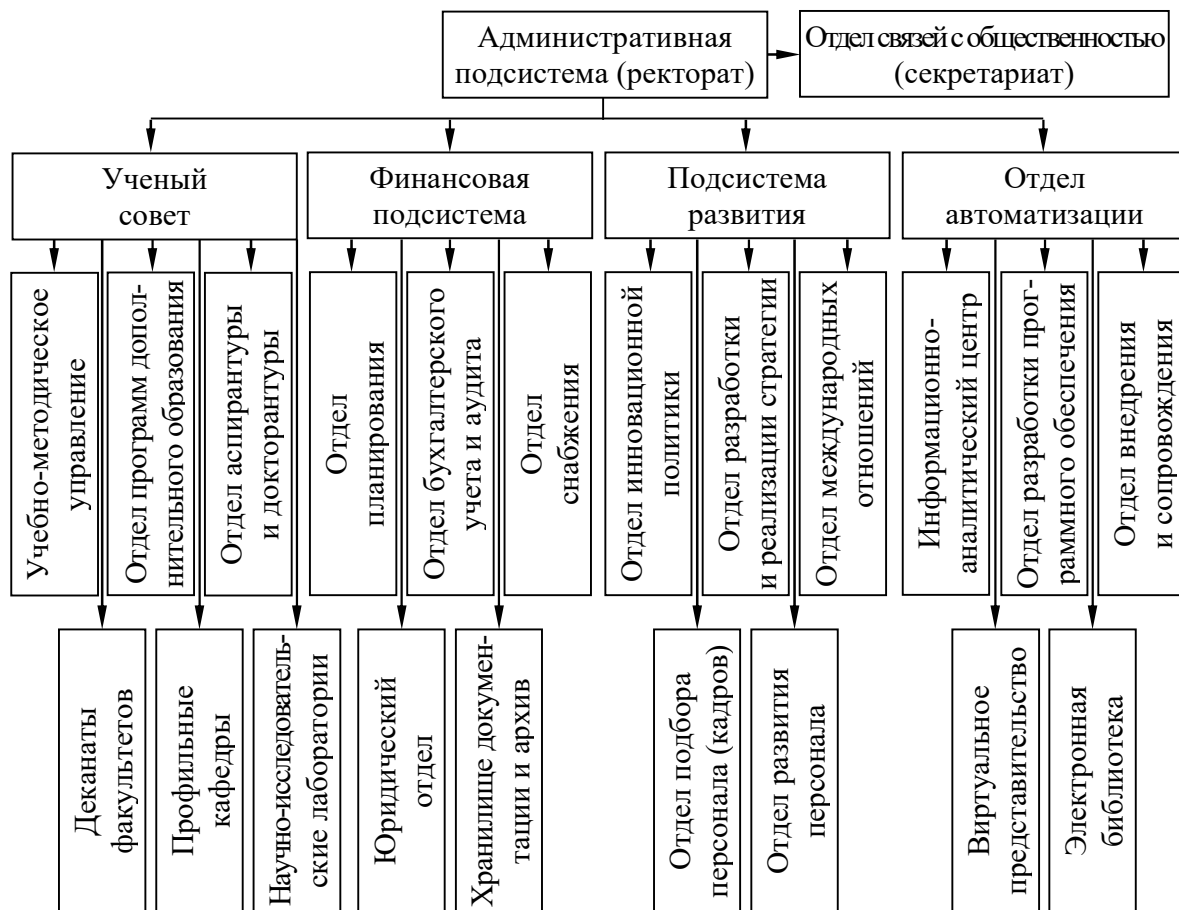 Административная
подсистема (ректорат)
Отдел связей с общественностью
(секретариат)
Ученый
совет
Финансовая
подсистема
Подсистема
развития
Отдел
автоматизации
Учебно-методическое
управление
Отдел программ допол-
нительного образования
Отдел аспирантуры
и докторантуры
Отдел
планирования
Отдел бухгалтерского
учета и аудита
Отдел
снабжения
Отдел инновационной
политики
Отдел разработки
и реализации стратегии
Отдел международных
отношений
Информационно-
аналитический центр
Отдел разработки прог-
раммного обеспечения
Отдел внедрения
и сопровождения
Деканаты
факультетов
Профильные
кафедры
Научно-исследователь-
ские лаборатории
Юридический
отдел
Хранилище докумен-
тации и архив
Отдел подбора
персонала (кадров)
Отдел развития
персонала
Виртуальное
представительство
Электронная
библиотека